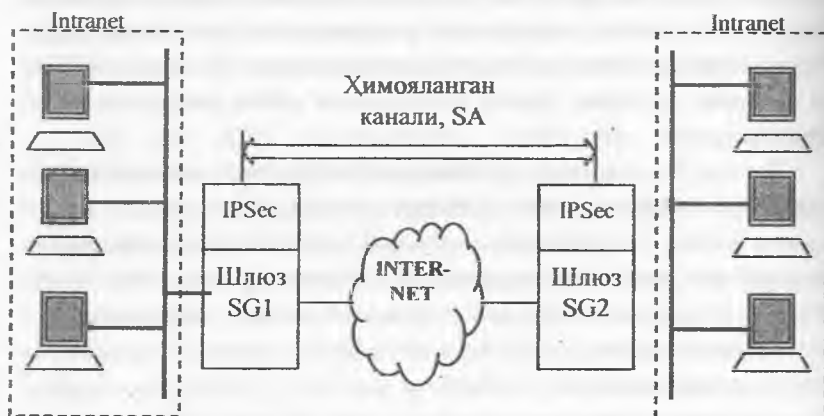 Intranet
Intranet
Ҳимояланган
канали, SA
IPSec
IPSec
Шлюз
SG1
INTER-
NET
Шлюз
SG2